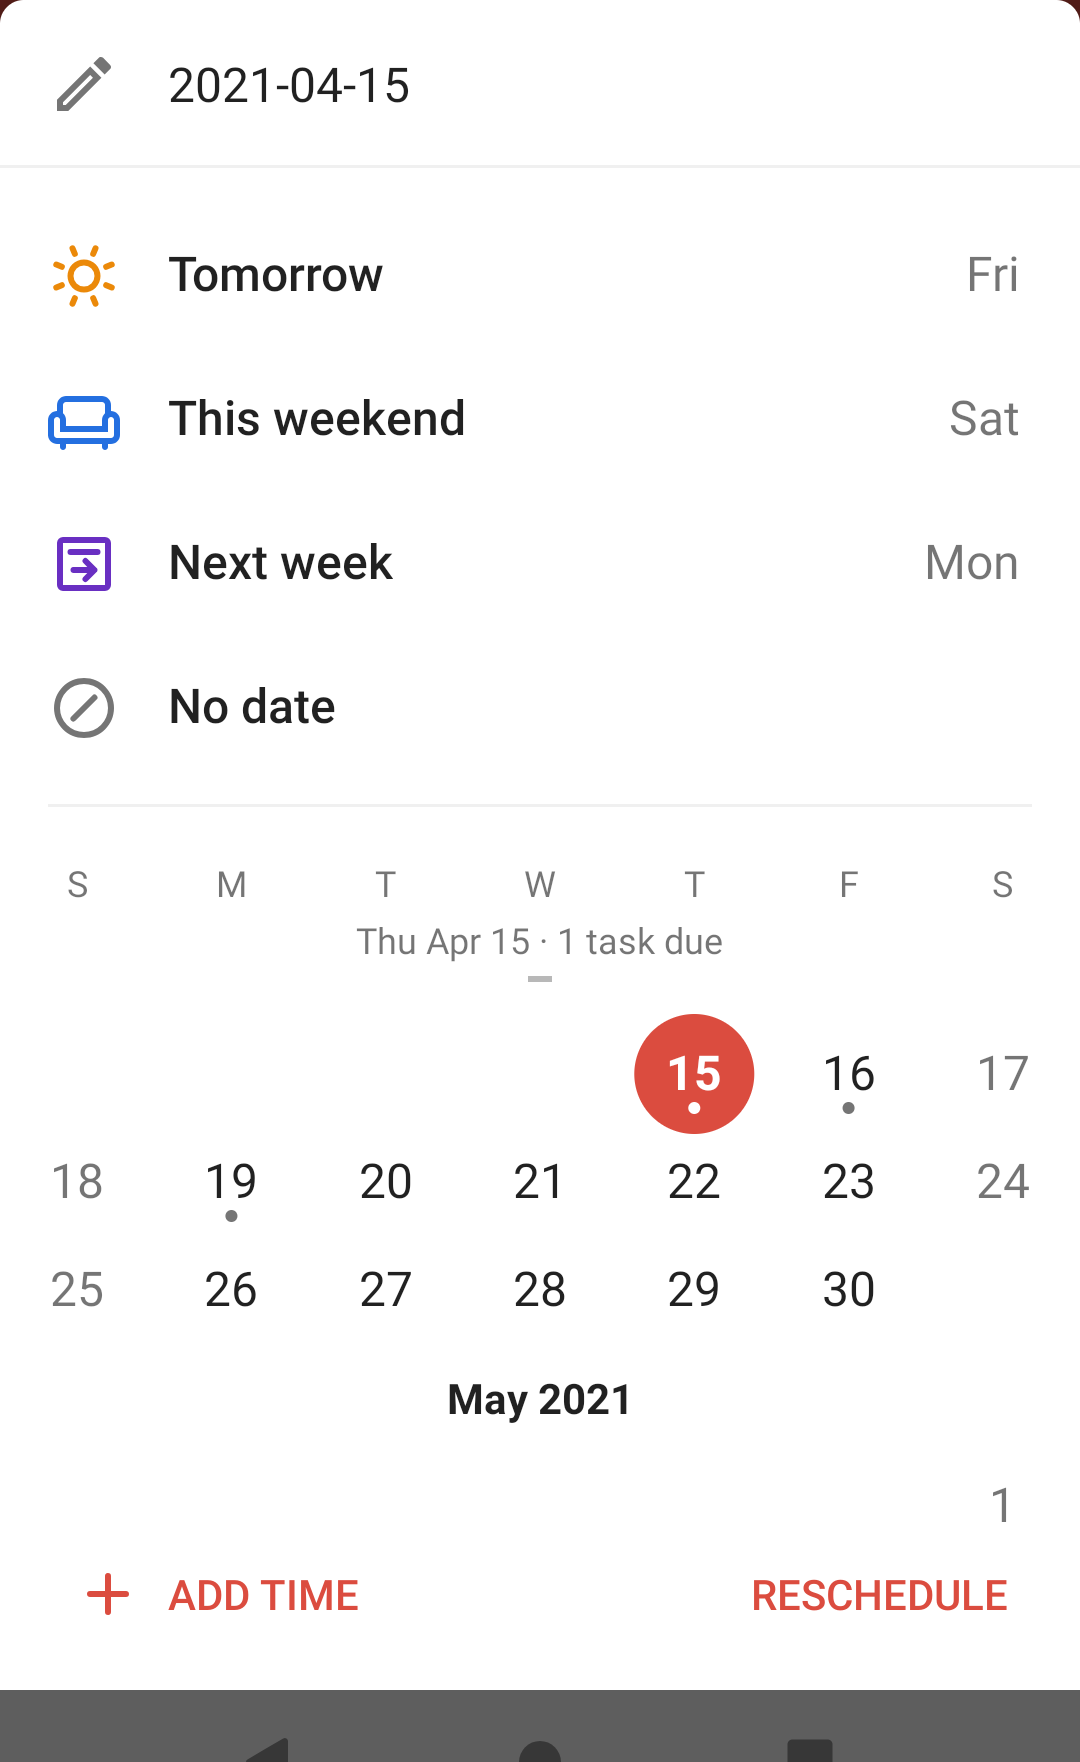 2021-04-15
Tomorrow Fri
This weekend Sat
Next week Mon
No date
S M T W T F S
Thu Apr 15 · 1 task due
15 16 17
18 19 20 21 22 23 24
25 26 27 28 29 30
May 2021
1
ADD TIME RESCHEDULE